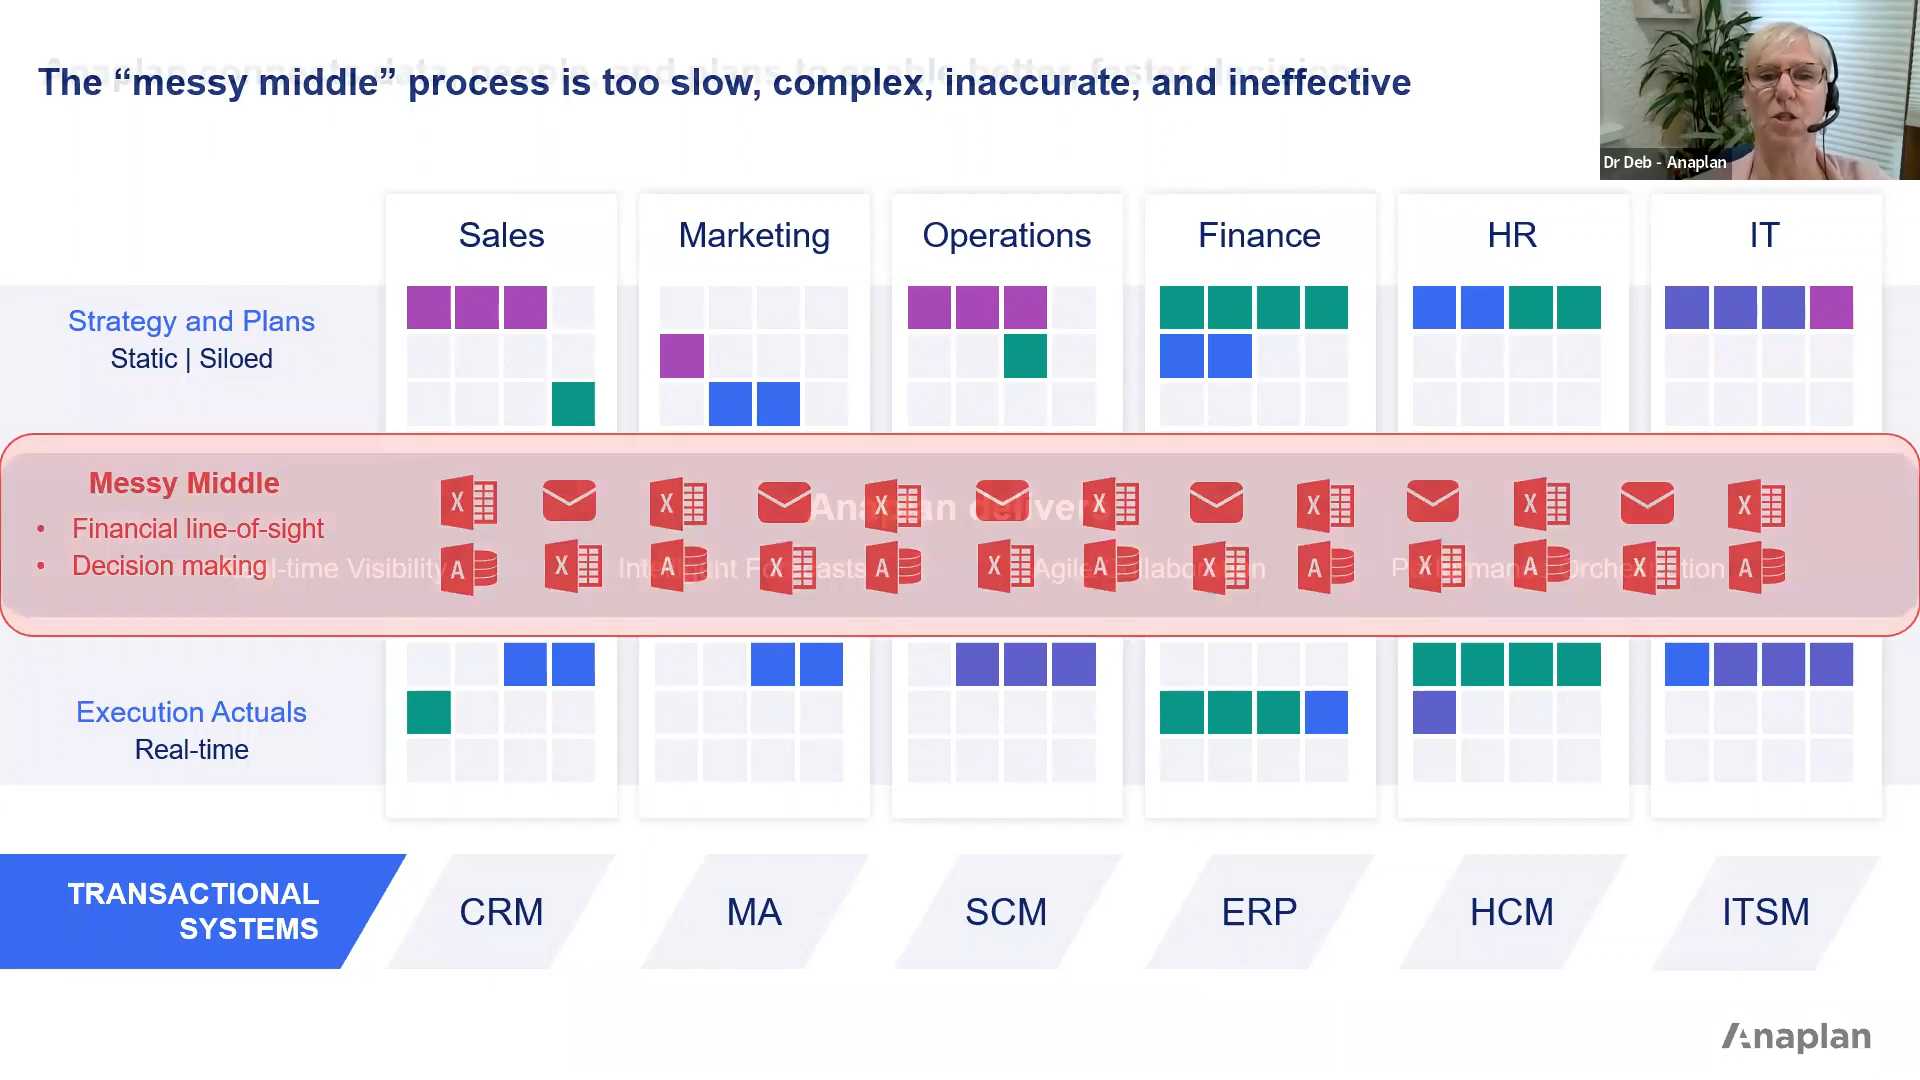 The “messy middle” process is too slow, complex, inaccurate, and ineffective
Dr Deb - Anaplan
Sales
Marketing
Operations
Finance
HR
IT
Strategy and Plans
Static | Siloed
Messy Middle
• Financial line-of-sight
• Decision making
Anaplan delivers
X X X X X X X
A X A X A X A X A X A X A
Execution Actuals
Real-time
TRANSACTIONAL
SYSTEMS
CRM
MA
SCM
ERP
HCM
ITSM
Anaplan